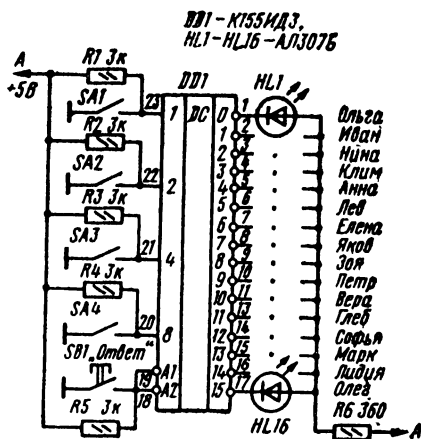 DD1-К155ИД3,
HL1-HL16-АЛ307Б
А
+5В
R1 3к
SA1
R2 3к
SA2
R3 3к
SA3
R4 3к
SA4
SB1 „Ответ"
R5 3к
DD1
DC
23 1
22 2
21 4
20 8
19 А1
18 А2
0 1
1 2
2 3
3 4
4 5
5 6
6 7
7 8
8 9
9 10
10 11
11 13
12 14
13 15
14 16
15 17
HL1
HL16
Ольга
Иван
Нина
Клим
Анна
Лев
Елена
Яков
Зоя
Петр
Вера
Глеб
Софья
Марк
Лидия
Олег
R6 360
А